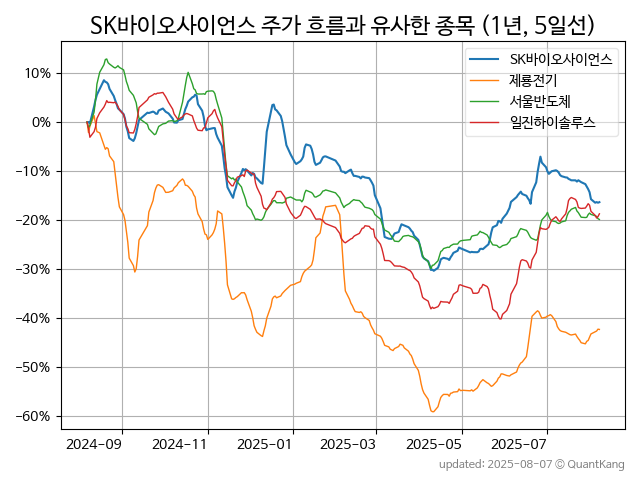 SK바이오사이언스 주가 흐름과 유사한 종목 (1년, 5일선)
SK바이오사이언스
제룡전기
서울반도체
일진하이솔루스
10%
0%
−10%
−20%
−30%
−40%
−50%
−60%
2024-09
2024-11
2025-01
2025-03
2025-05
2025-07
updated: 2025-08-07 © QuantKang